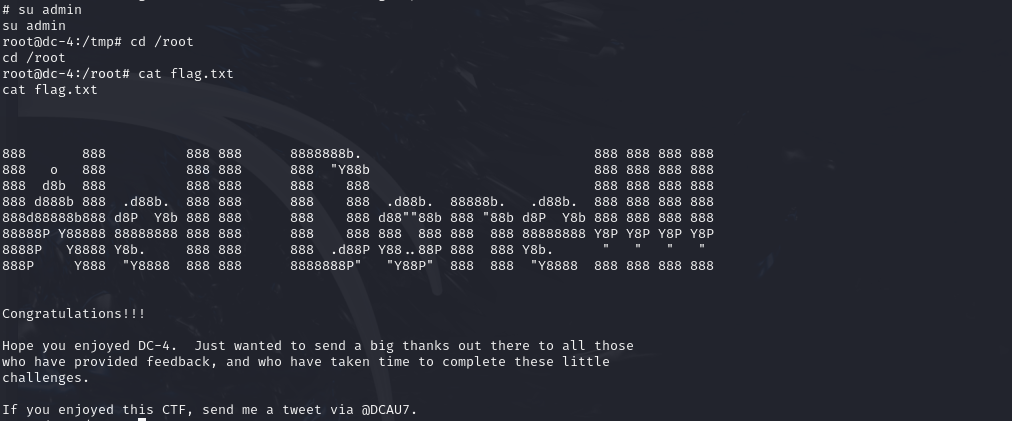 # su admin
su admin
root@dc-4:/tmp# cd /root
cd /root
root@dc-4:/root# cat flag.txt
cat flag.txt
888       888          888 888      8888888b.                             888 888 888 888
888   o   888          888 888      888  "Y88b                            888 888 888 888
888  d8b  888          888 888      888    888                            888 888 888 888
888 d888b 888  .d88b.  888 888      888    888  .d88b.  88888b.   .d88b.  888 888 888 888
888d88888b888 d8P  Y8b 888 888      888    888 d88""88b 888 "88b d8P  Y8b 888 888 888 888
88888P Y88888 88888888 888 888      888    888 888  888 888  888 88888888 Y8P Y8P Y8P Y8P
8888P   Y8888 Y8b.     888 888      888  .d88P Y88..88P 888  888 Y8b.      "   "   "   "
888P     Y888  "Y8888  888 888      8888888P"   "Y88P"  888  888  "Y8888  888 888 888 888
Congratulations!!!
Hope you enjoyed DC-4.  Just wanted to send a big thanks out there to all those
who have provided feedback, and who have taken time to complete these little
challenges.
If you enjoyed this CTF, send me a tweet via @DCAU7.